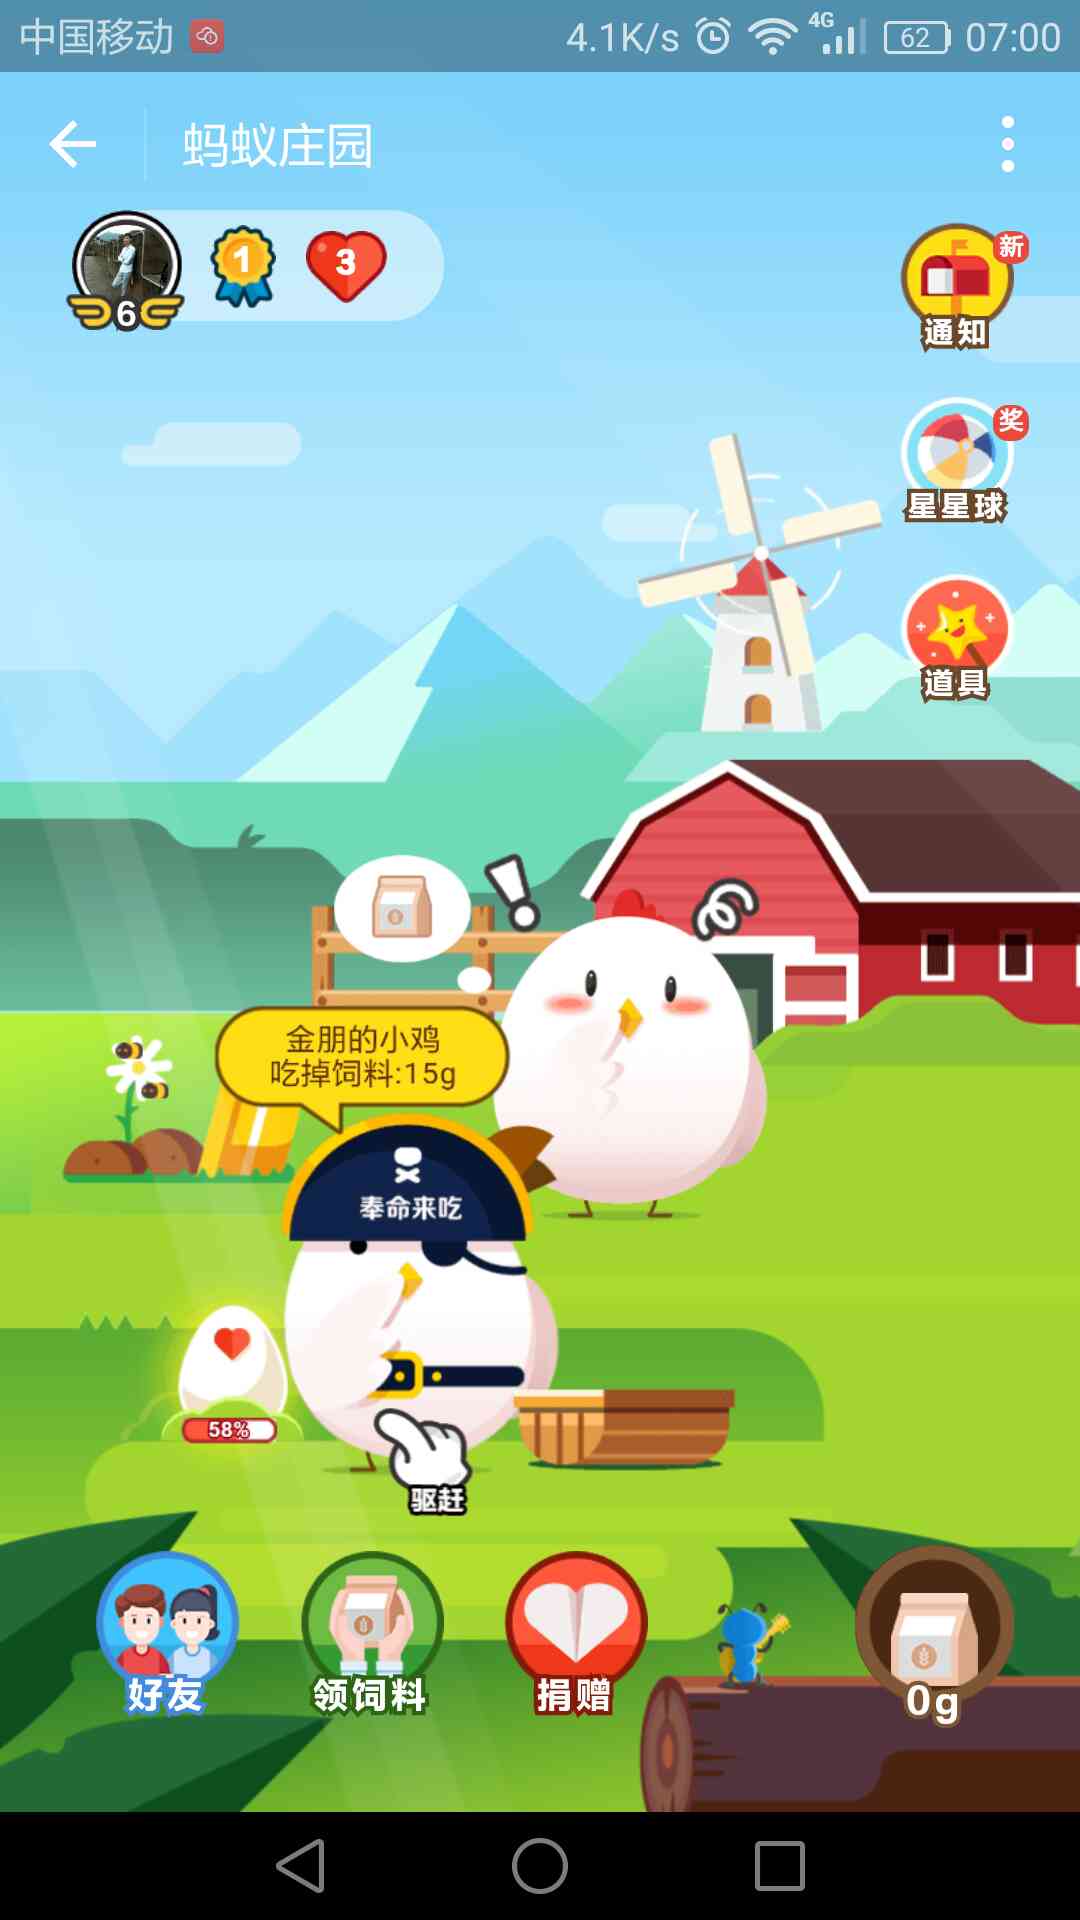 中国移动
4.1K/s
4G
62
07:00
蚂蚁庄园
6
1
3
新
通知
奖
星星球
道具
金朋的小鸡
吃掉饲料:15g
奉命来吃
58%
驱赶
好友
领饲料
捐赠
0g